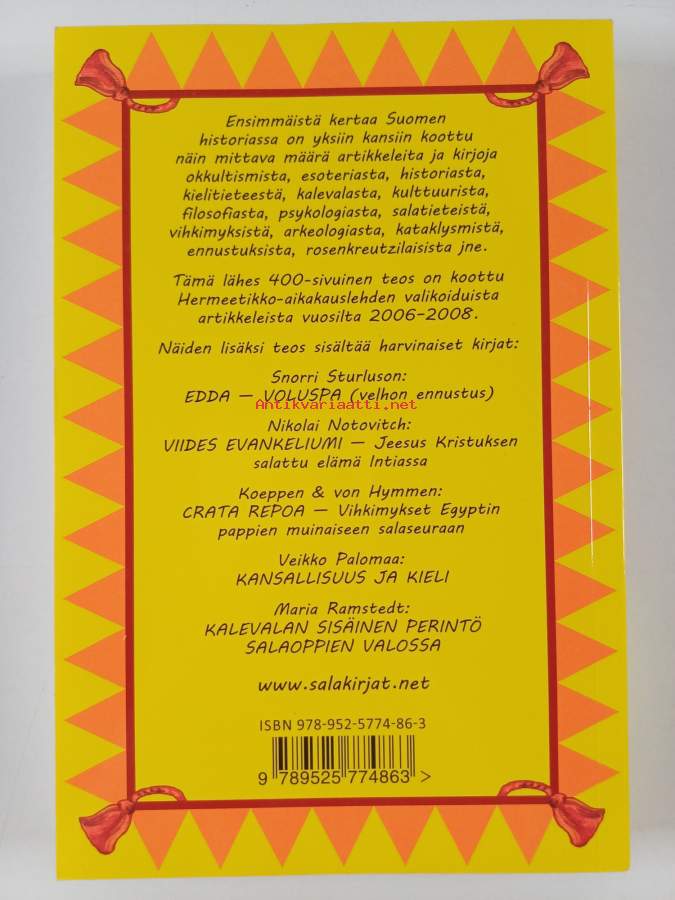 Ensimmäistä kertaa Suomen
historiassa on yksiin kansiin koottu
näin mittava määrä artikkeleita ja kirjoja
okkultismista, esoteriasta, historiasta,
kielitieteestä, kalevalasta, kulttuurista,
filosofiasta, psykologiasta, salatieteistä,
vihkimyksistä, arkeologiasta, kataklysmistä,
ennustuksista, rosenkreutzilaisista jne.
Tämä lähes 400-sivuinen teos on koottu
Hermeetikko-aikakauslehden valikoiduista
artikkeleista vuosilta 2006–2008.
Näiden lisäksi teos sisältää harvinaiset kirjat:
Snorri Sturluson:
EDDA — VOLUSPA (velhon ennustus)
Antikvariaatti.net
Nikolai Notovitch:
VIIDES EVANKELIUMI — Jeesus Kristuksen
salattu elämä Intiassa
Koeppen & von Hymmen:
CRATA REPOA — Vihkimykset Egyptin
pappien muinaiseen salaseuraan
Veikko Palomaa:
KANSALLISUUS JA KIELI
Maria Ramstedt:
KALEVALAN SISÄINEN PERINTÖ
SALAOPPIEN VALOSSA
www.salakirjat.net
ISBN 978-952-5774-86-3
9 789525 774863 >